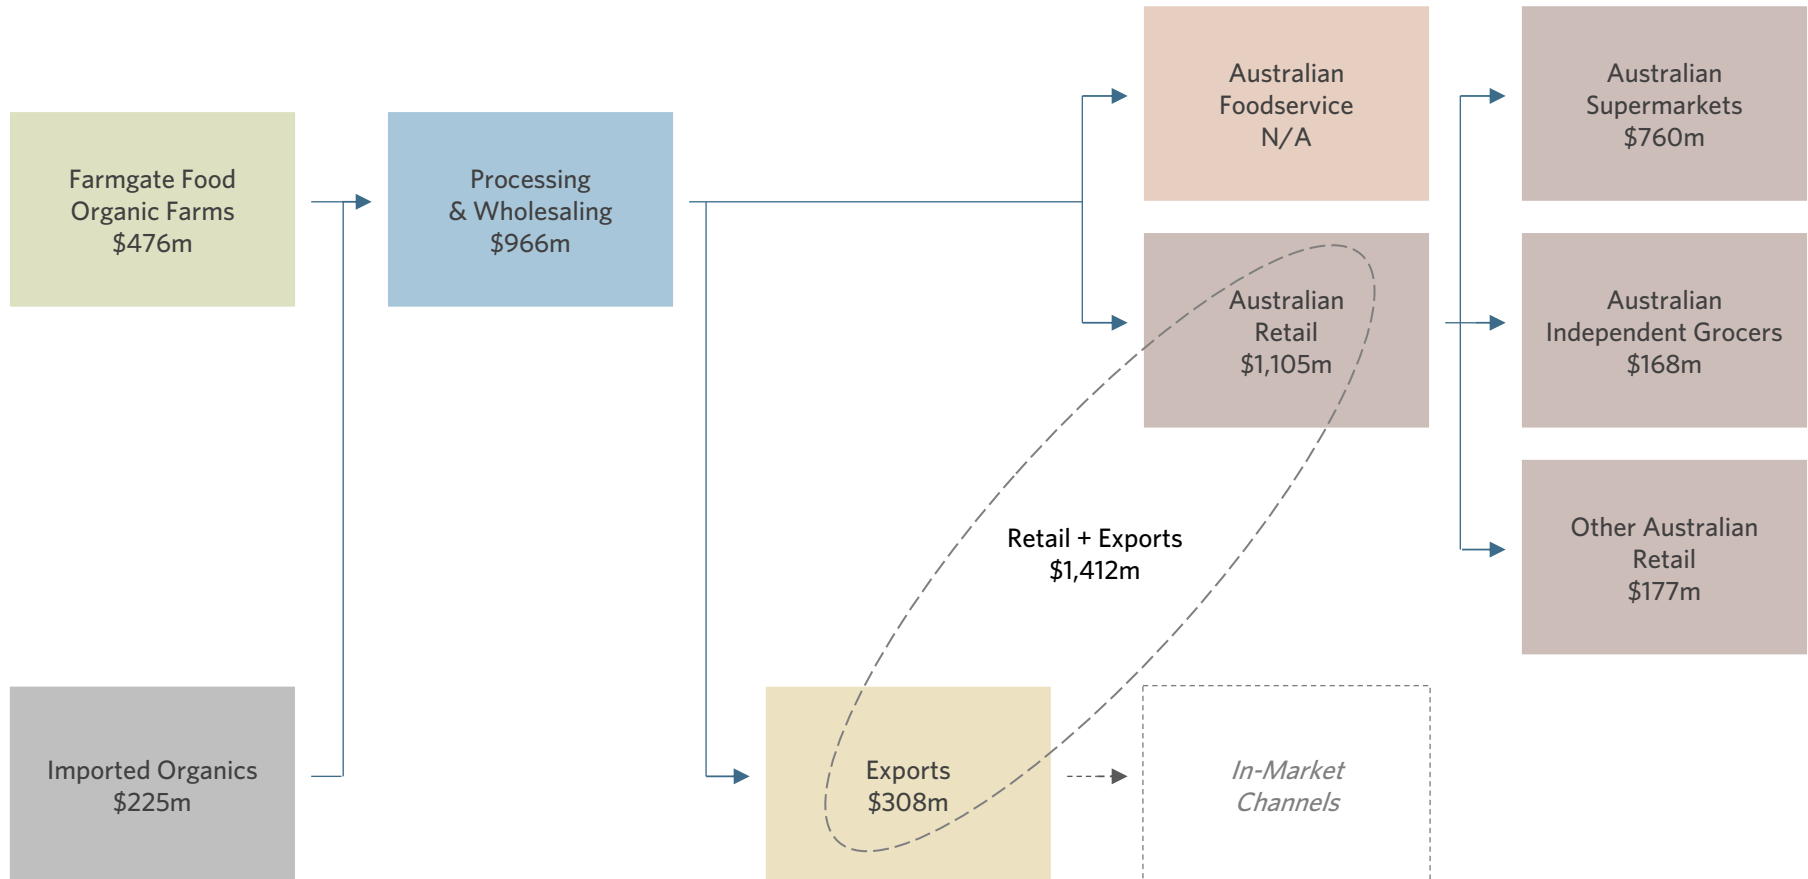 Farmgate Food
Organic Farms
$476m
Imported Organics
$225m
Processing
& Wholesaling
$966m
Australian
Foodservice
N/A
Australian
Retail
$1,105m
Retail + Exports
$1,412m
Exports
$308m
In-Market
Channels
Australian
Supermarkets
$760m
Australian
Independent Grocers
$168m
Other Australian
Retail
$177m